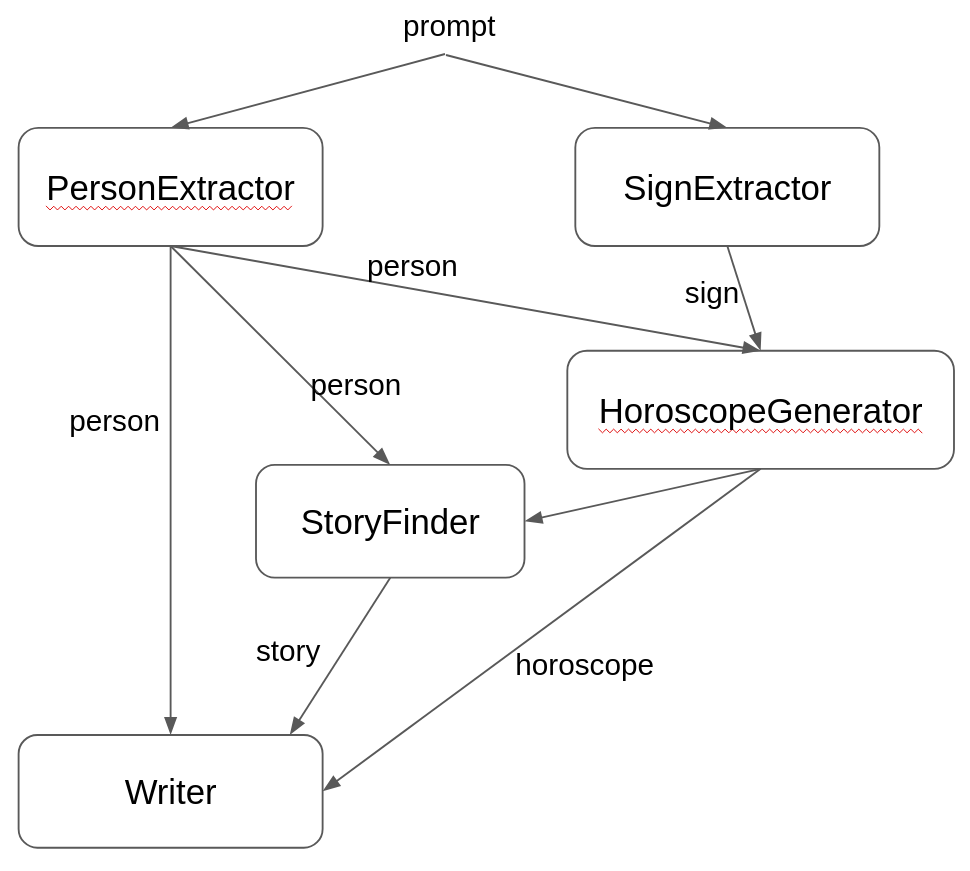 prompt
PersonExtractor
SignExtractor
person
sign
person
person
HoroscopeGenerator
StoryFinder
story
horoscope
Writer